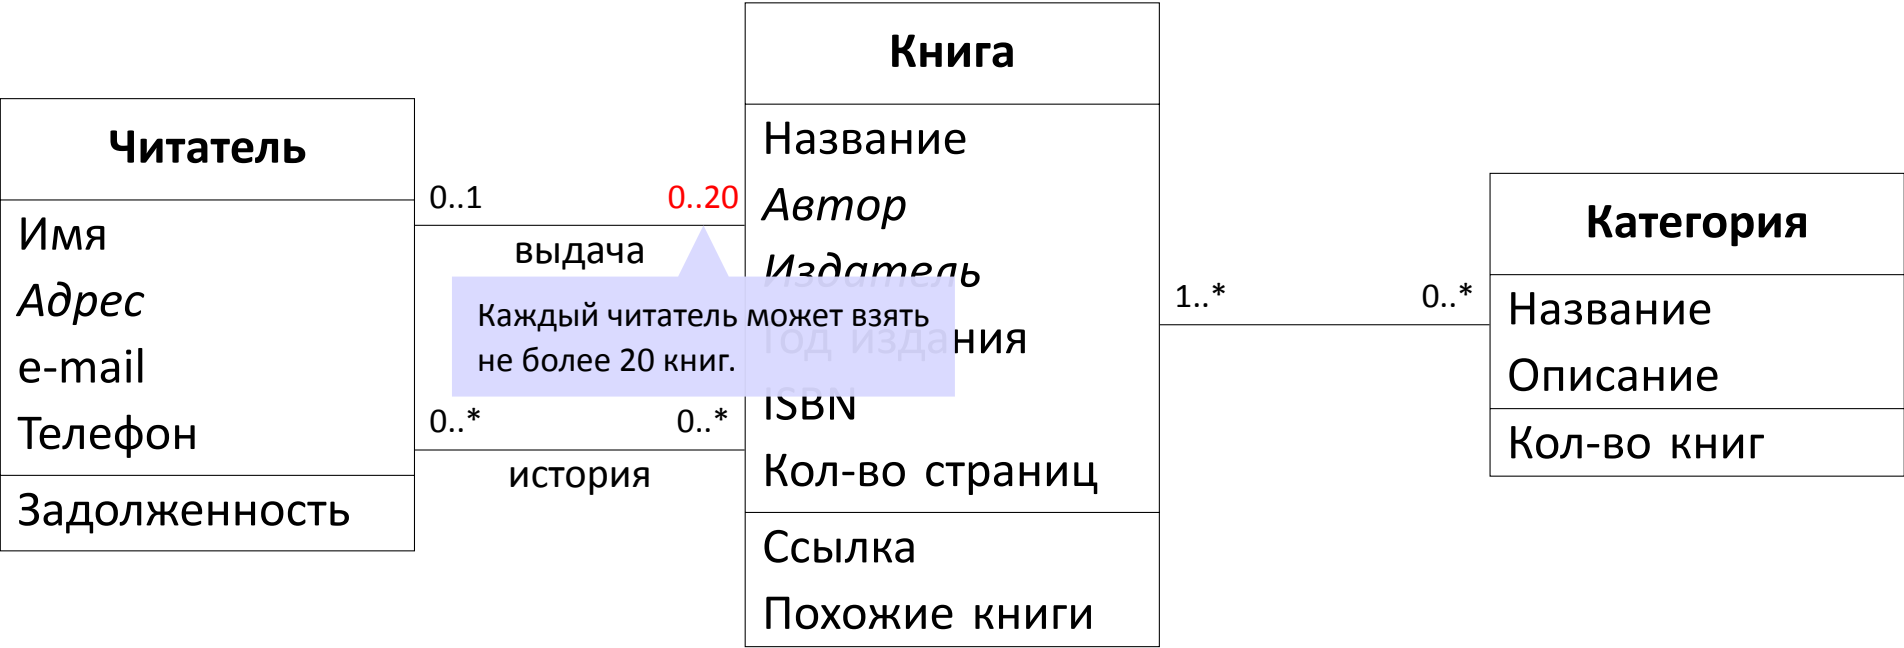 Читатель
Имя
Адрес
e-mail
Телефон
Задолженность
0..1
0..20
выдача
Каждый читатель может взять
не более 20 книг.
0..*
0..*
история
Книга
Название
Автор
Издатель
Год издания
ISBN
Кол-во страниц
Ссылка
Похожие книги
1..*
0..*
Категория
Название
Описание
Кол-во книг